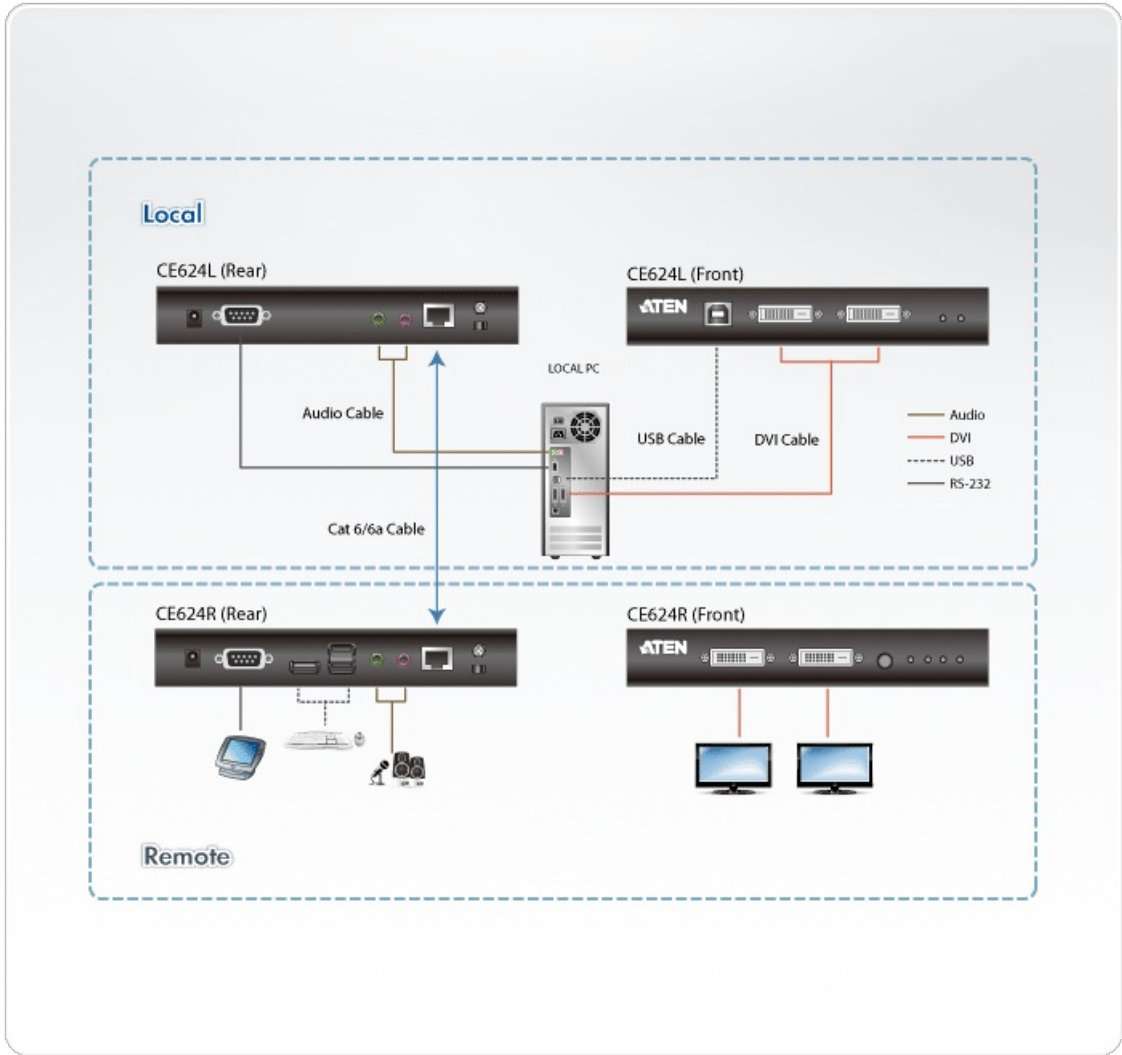 Local
CE624L (Rear)
CE624L (Front)
ATEN
LOCAL PC
Audio Cable
USB Cable
DVI Cable
Audio
DVI
USB
RS-232
Cat 6/6a Cable
CE624R (Rear)
CE624R (Front)
ATEN
Remote